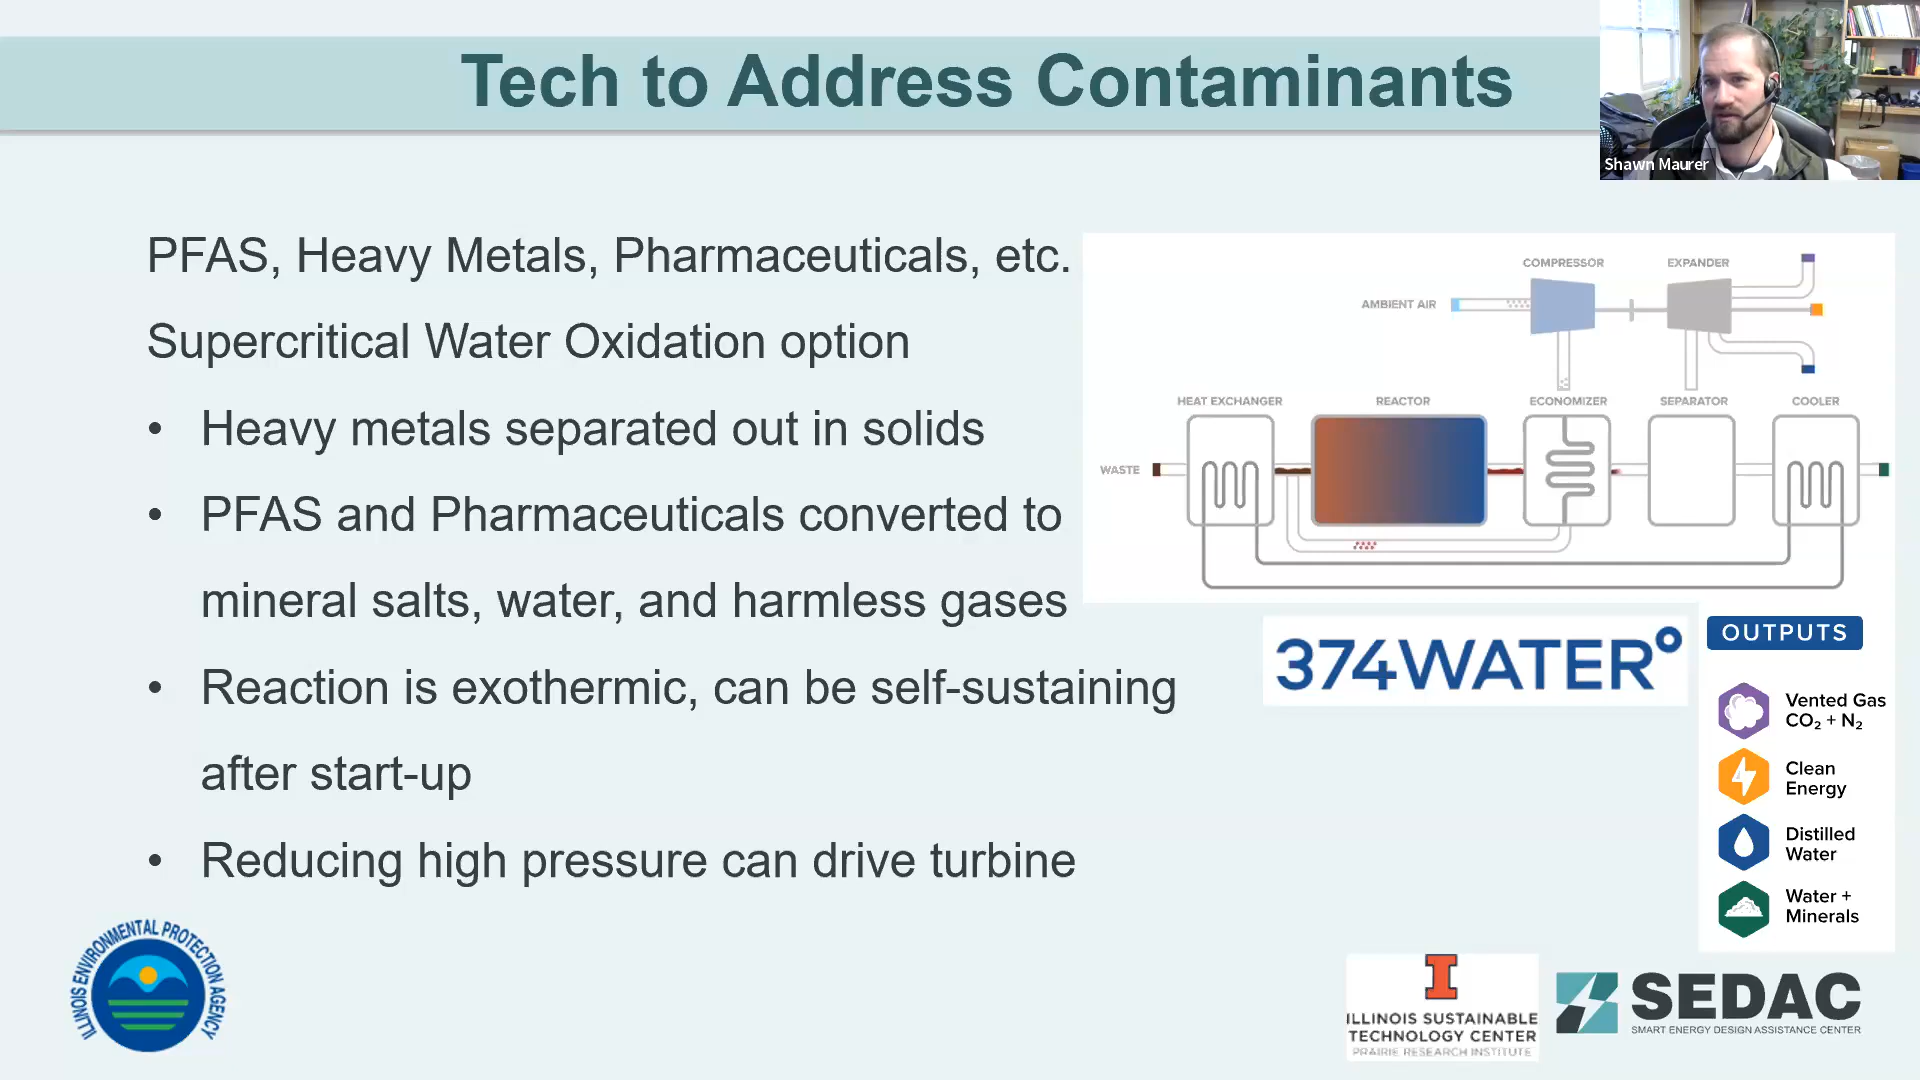 Tech to Address Contaminants
Shawn Maurer
PFAS, Heavy Metals, Pharmaceuticals, etc.
Supercritical Water Oxidation option
• Heavy metals separated out in solids
• PFAS and Pharmaceuticals converted to
mineral salts, water, and harmless gases
• Reaction is exothermic, can be self-sustaining
after start-up
• Reducing high pressure can drive turbine
COMPRESSOR
EXPANDER
AMBIENT AIR
HEAT EXCHANGER
REACTOR
ECONOMIZER
SEPARATOR
COOLER
WASTE
374WATER°
OUTPUTS
Vented Gas
CO₂ + N₂
Clean
Energy
Distilled
Water
Water +
Minerals
ILLINOIS ENVIRONMENTAL PROTECTION AGENCY
I
ILLINOIS SUSTAINABLE
TECHNOLOGY CENTER
PRAIRIE RESEARCH INSTITUTE
SEDAC
SMART ENERGY DESIGN ASSISTANCE CENTER